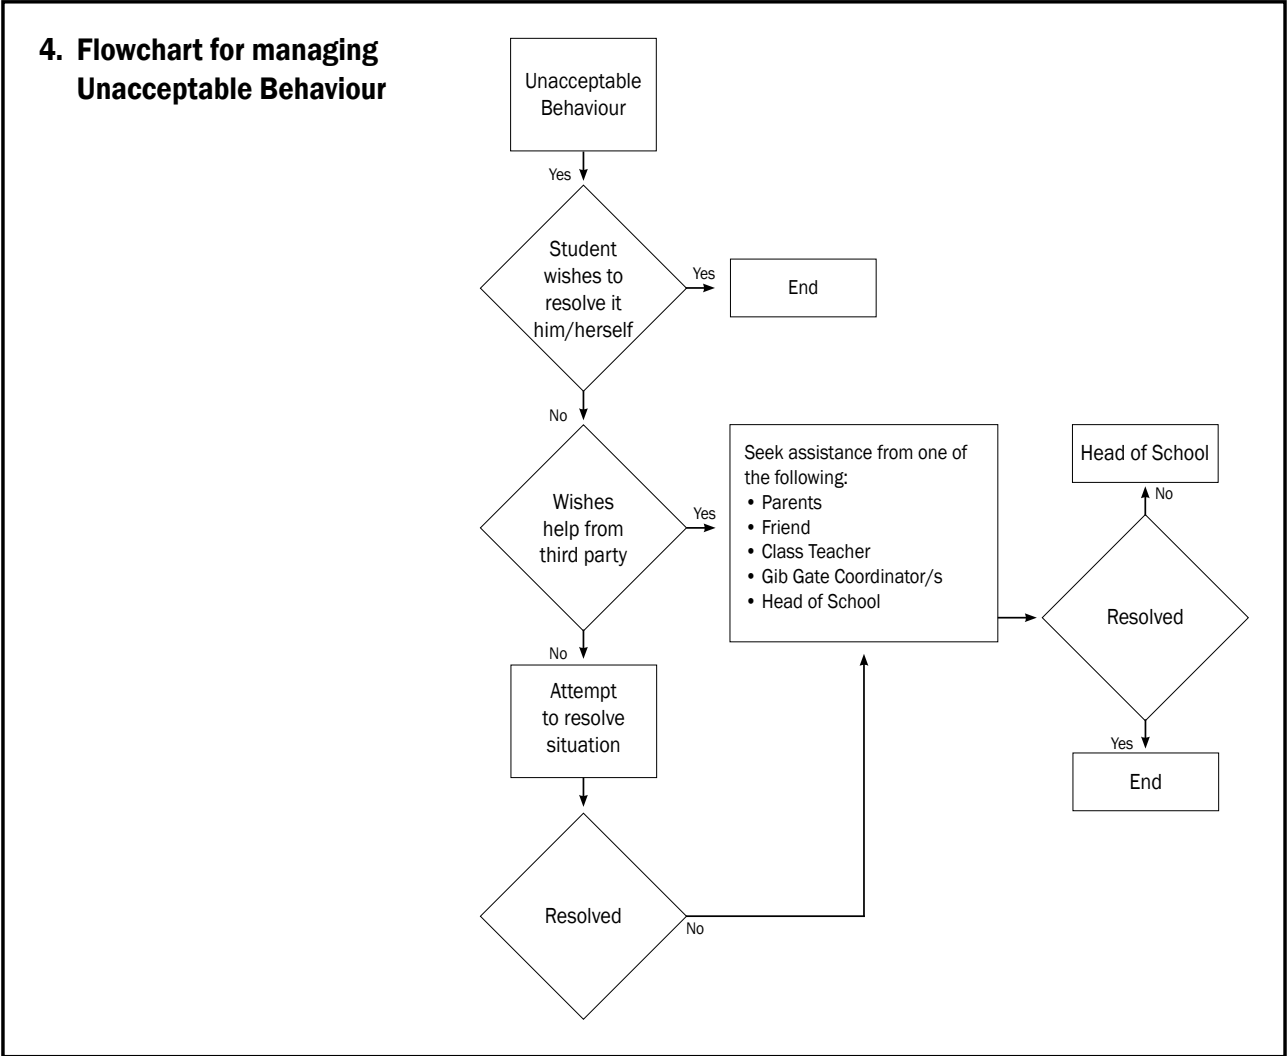 4. Flowchart for managing
Unacceptable Behaviour
Unacceptable
Behaviour
Yes
Student
wishes to
resolve it
him/herself
Yes
End
No
Wishes
help from
third party
Yes
Seek assistance from one of
the following:
• Parents
• Friend
• Class Teacher
• Gib Gate Coordinator/s
• Head of School
Head of School
No
Resolved
Yes
End
No
Attempt
to resolve
situation
Resolved
No